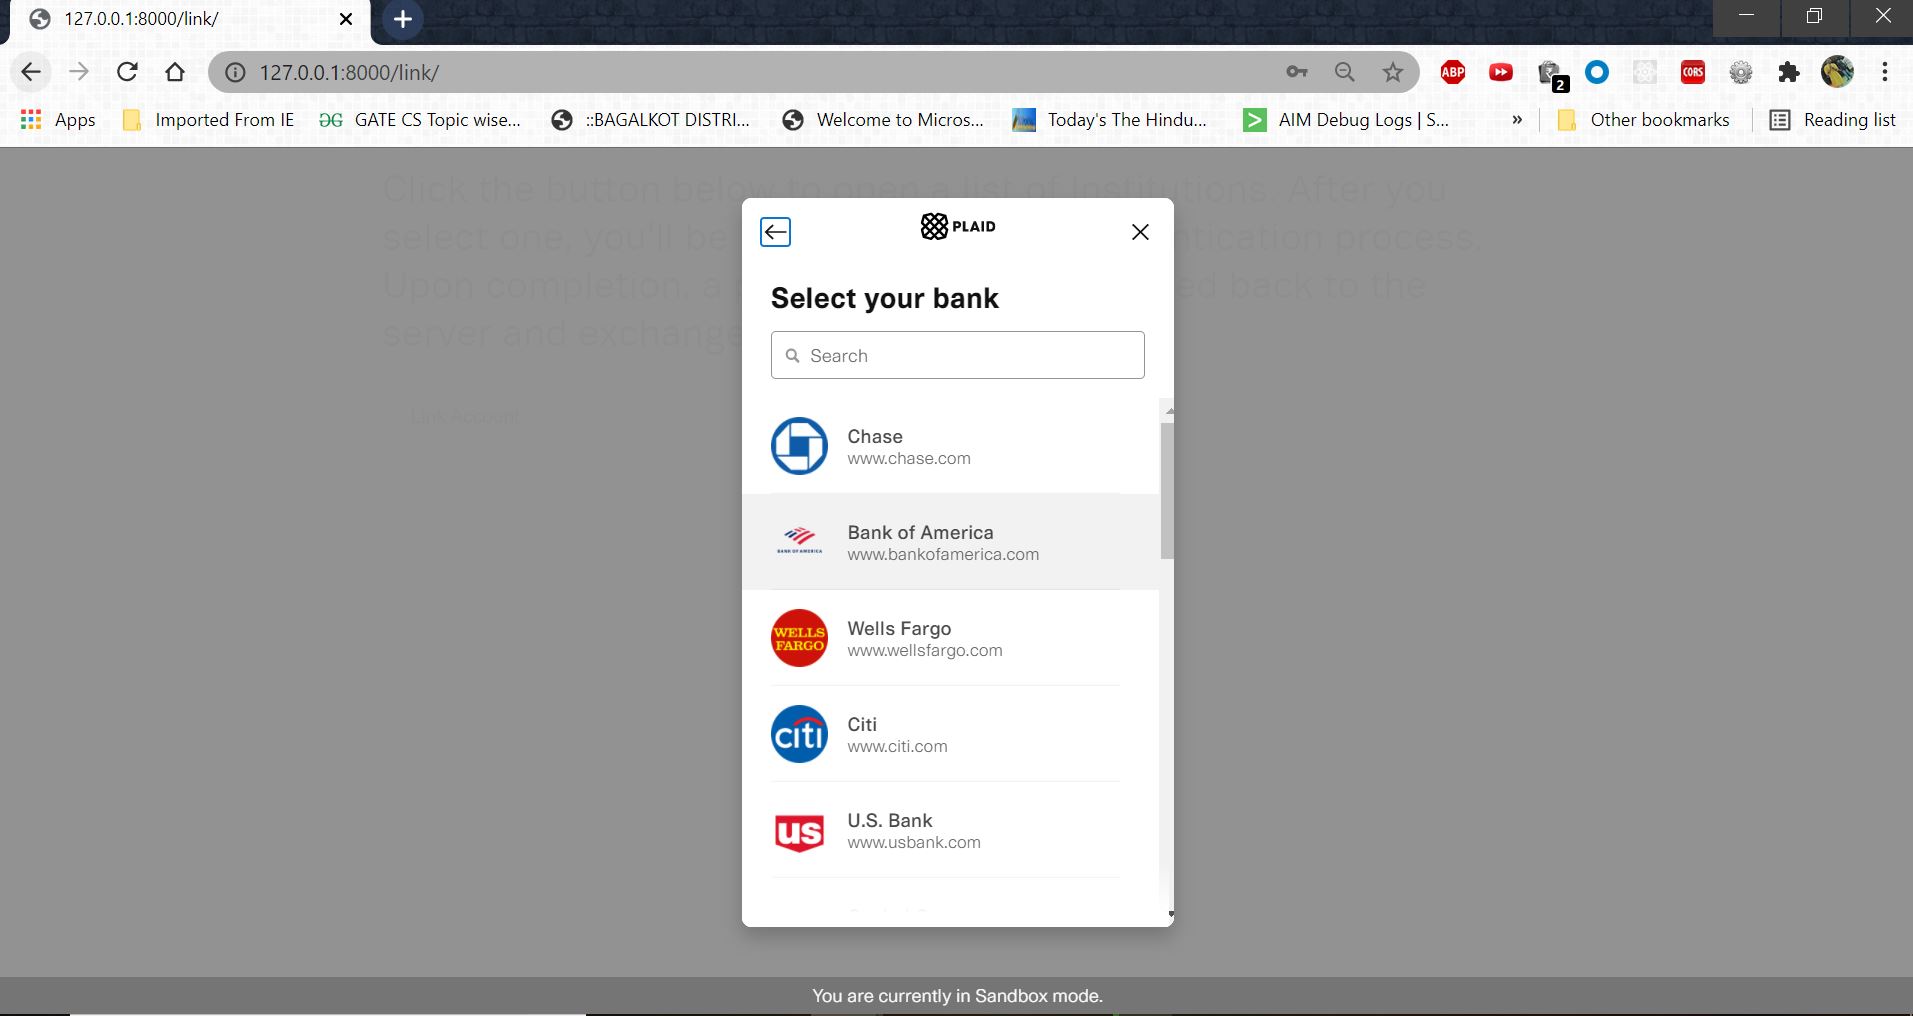 127.0.0.1:8000/link/
127.0.0.1:8000/link/
ABP
2
CORS
Apps
Imported From IE
GATE CS Topic wise...
::BAGALKOT DISTRI...
Welcome to Micros...
Today's The Hindu...
AIM Debug Logs | S...
»
Other bookmarks
Reading list
Click the button below to open a list of Institutions. After you
select one, you'll be
ntication process.
Upon completion, a
ed back to the
server and exchange
Link Account
PLAID
Select your bank
Search
Chase
www.chase.com
BANK OF AMERICA
Bank of America
www.bankofamerica.com
WELLS
FARGO
Wells Fargo
www.wellsfargo.com
citi
Citi
www.citi.com
us
U.S. Bank
www.usbank.com
You are currently in Sandbox mode.